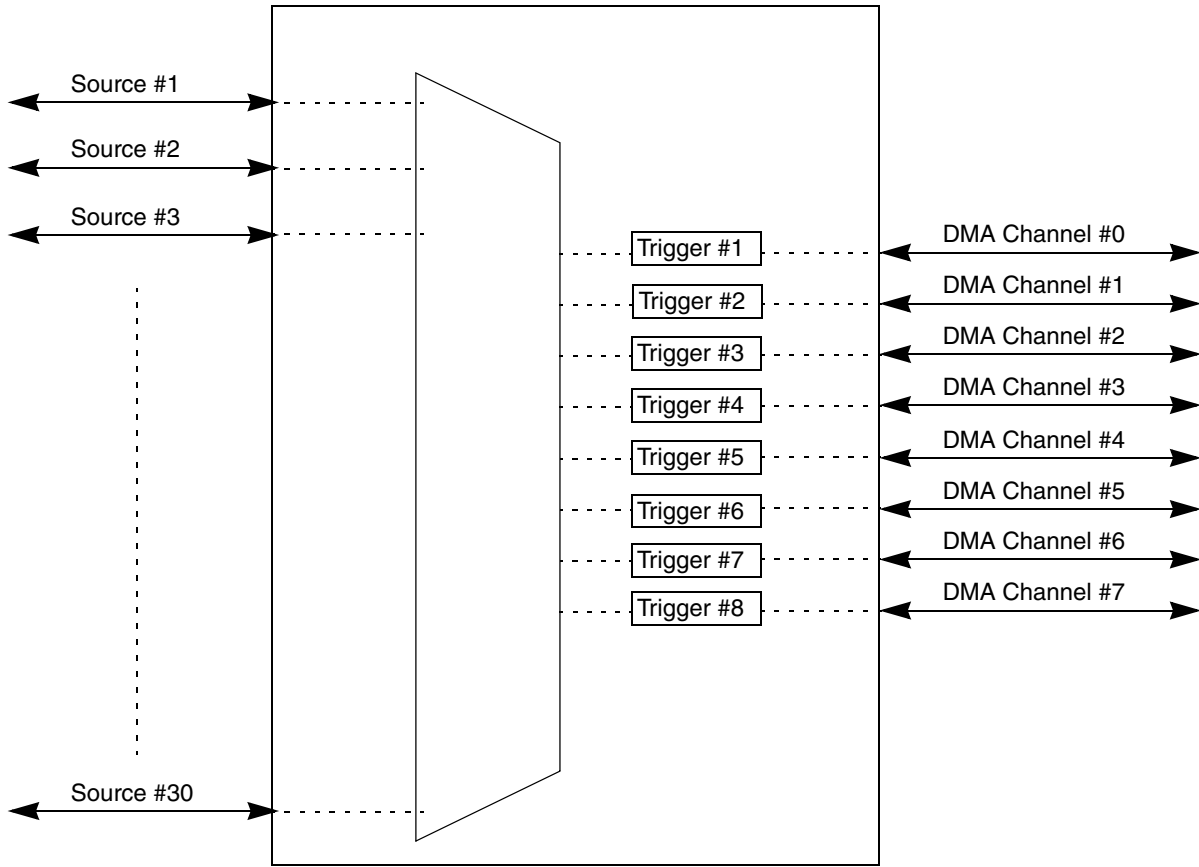 Source #1
Source #2
Source #3
Source #30
Trigger #1
Trigger #2
Trigger #3
Trigger #4
Trigger #5
Trigger #6
Trigger #7
Trigger #8
DMA Channel #0
DMA Channel #1
DMA Channel #2
DMA Channel #3
DMA Channel #4
DMA Channel #5
DMA Channel #6
DMA Channel #7